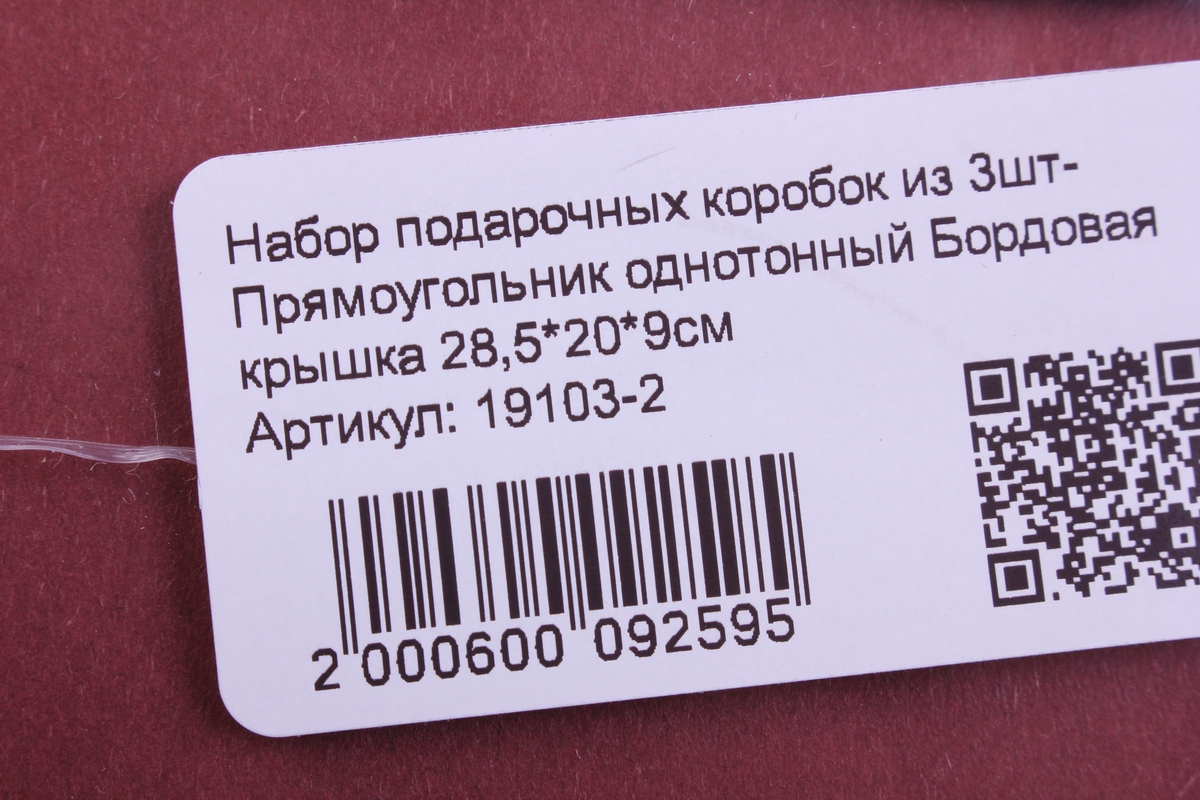 Набор подарочных коробок из 3шт-
Прямоугольник однотонный Бордовая
крышка 28,5*20*9см
Артикул: 19103-2
2 000600 092595